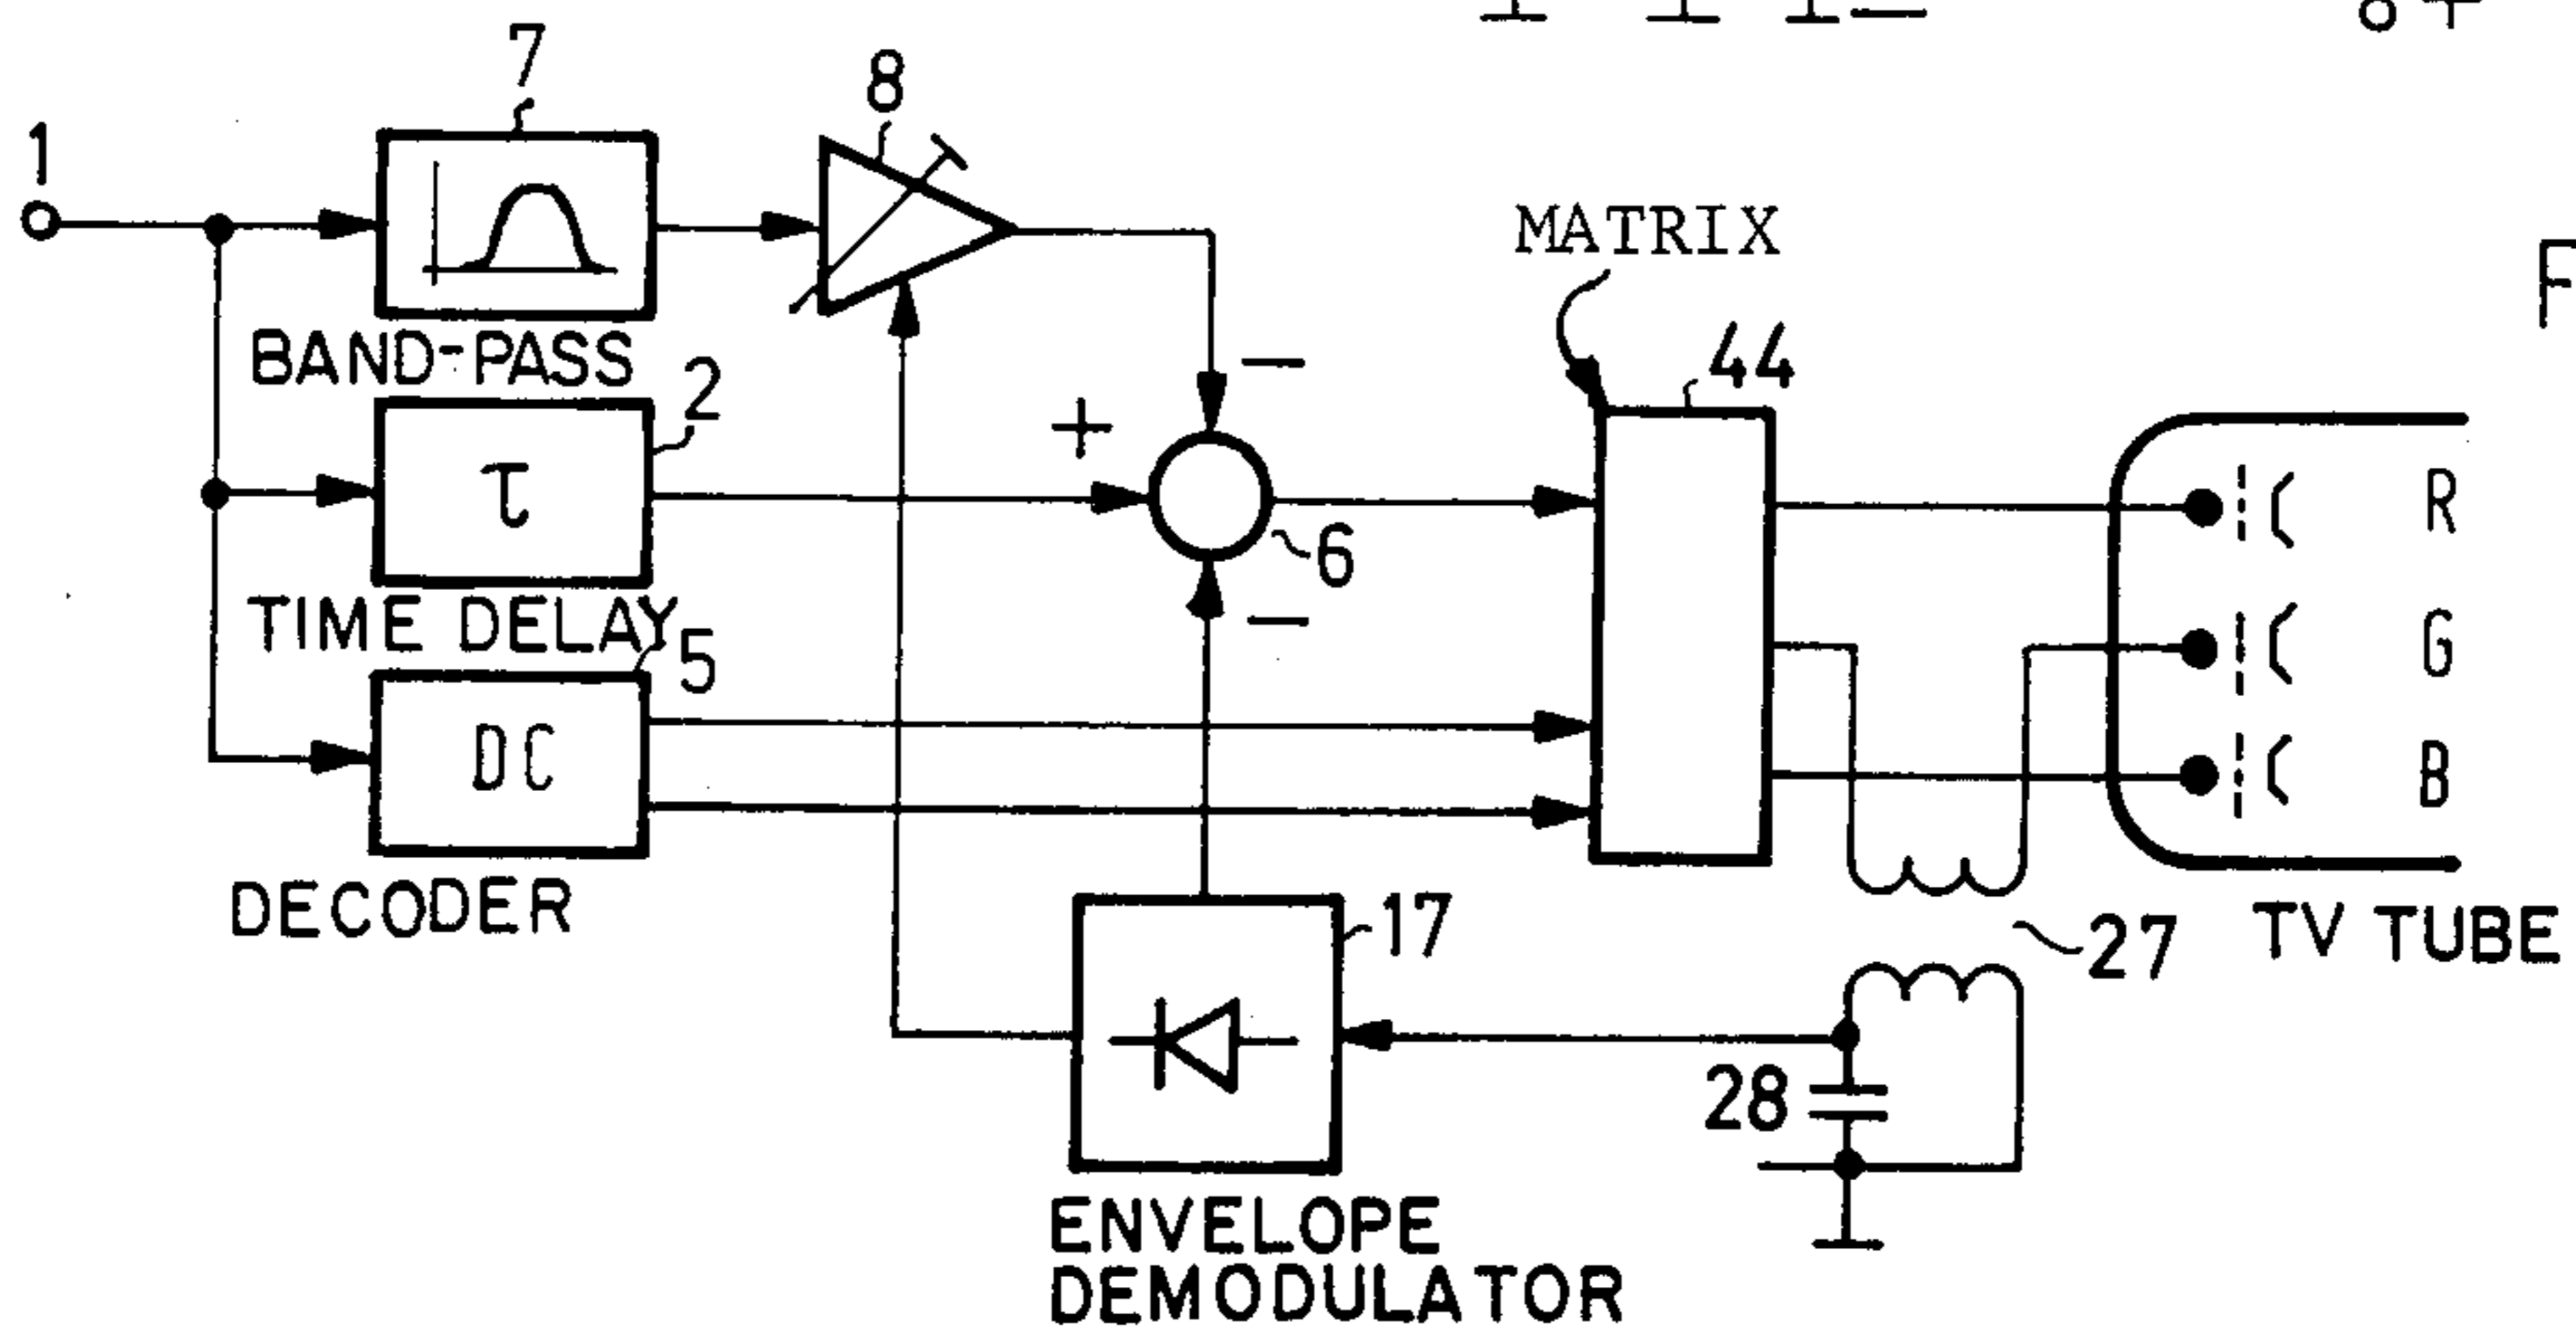 7
8
1
MATRIX
BAND-PASS
44
2
+
−
τ
R
6
TIME DELAY
−
G
5
DC
B
DECODER
17
27
TV TUBE
28
ENVELOPE
DEMODULATOR